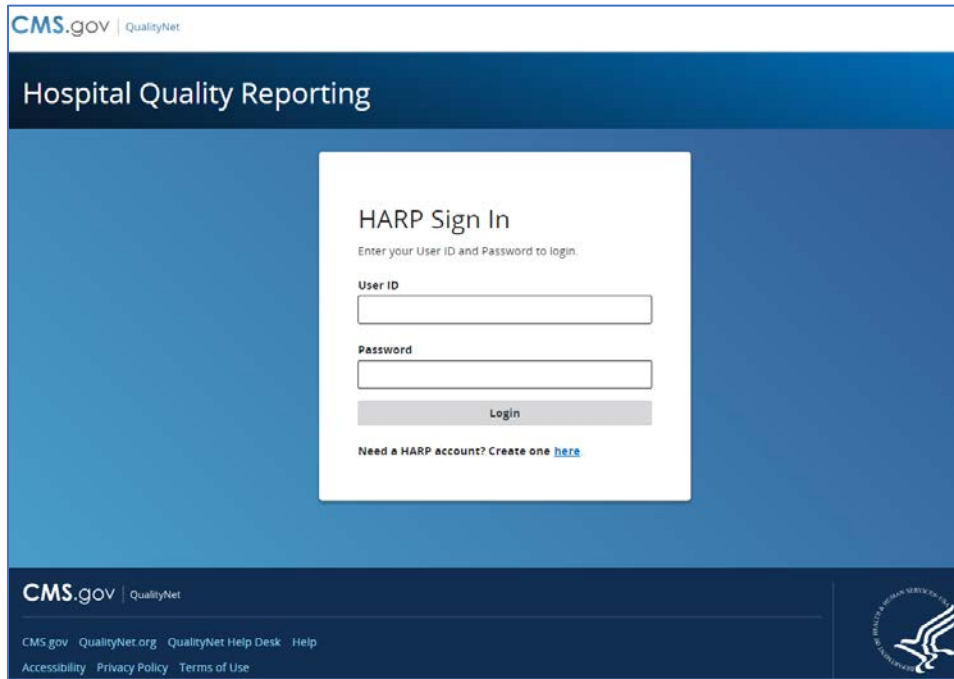 CMS.gov | QualityNet
Hospital Quality Reporting
HARP Sign In
Enter your User ID and Password to login.
User ID
Password
Login
Need a HARP account? Create one here
CMS.gov | QualityNet
CMS.gov QualityNet.org QualityNet Help Desk Help
Accessibility Privacy Policy Terms of Use